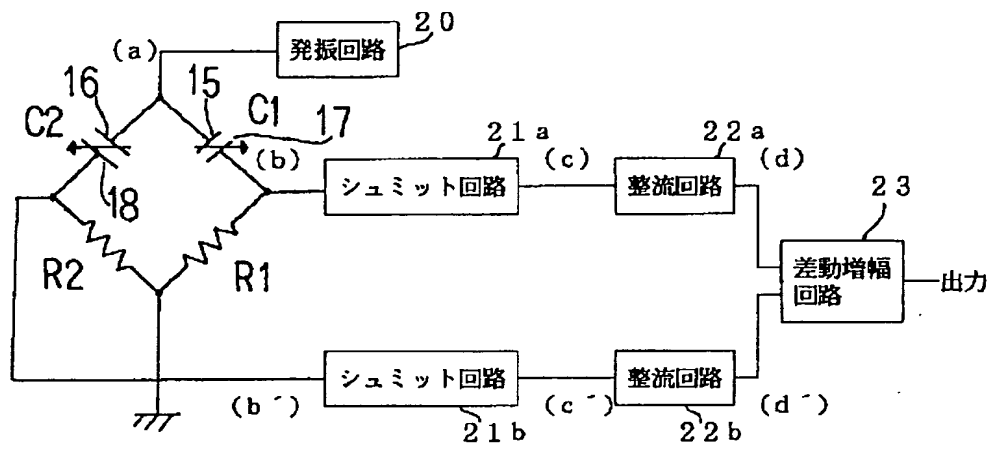 20
(a)
発振回路
16
15
C2
C1
17
(b)
21a
(c)
22a
(d)
シュミット回路
整流回路
23
18
R2
R1
差動増幅
回路
出力
シュミット回路
整流回路
(b´)
(c´)
(d´)
21b
22b